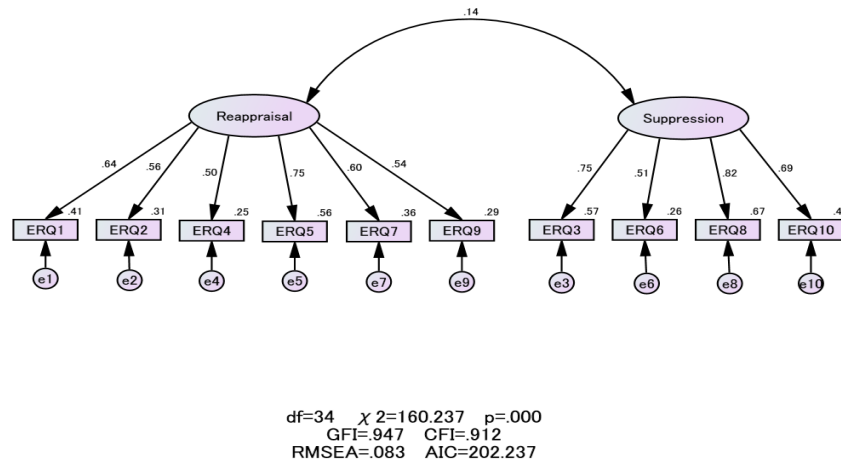 .14
Reappraisal
Suppression
.64 .56 .50 .75 .60 .54 .75 .51 .82 .69
.41 .31 .25 .56 .36 .29 .57 .26 .67
ERQ1 ERQ2 ERQ4 ERQ5 ERQ7 ERQ9 ERQ3 ERQ6 ERQ8 ERQ10
e1 e2 e4 e5 e7 e9 e3 e6 e8 e10
df=34 χ2=160.237 p=.000
GFI=.947 CFI=.912
RMSEA=.083 AIC=202.237